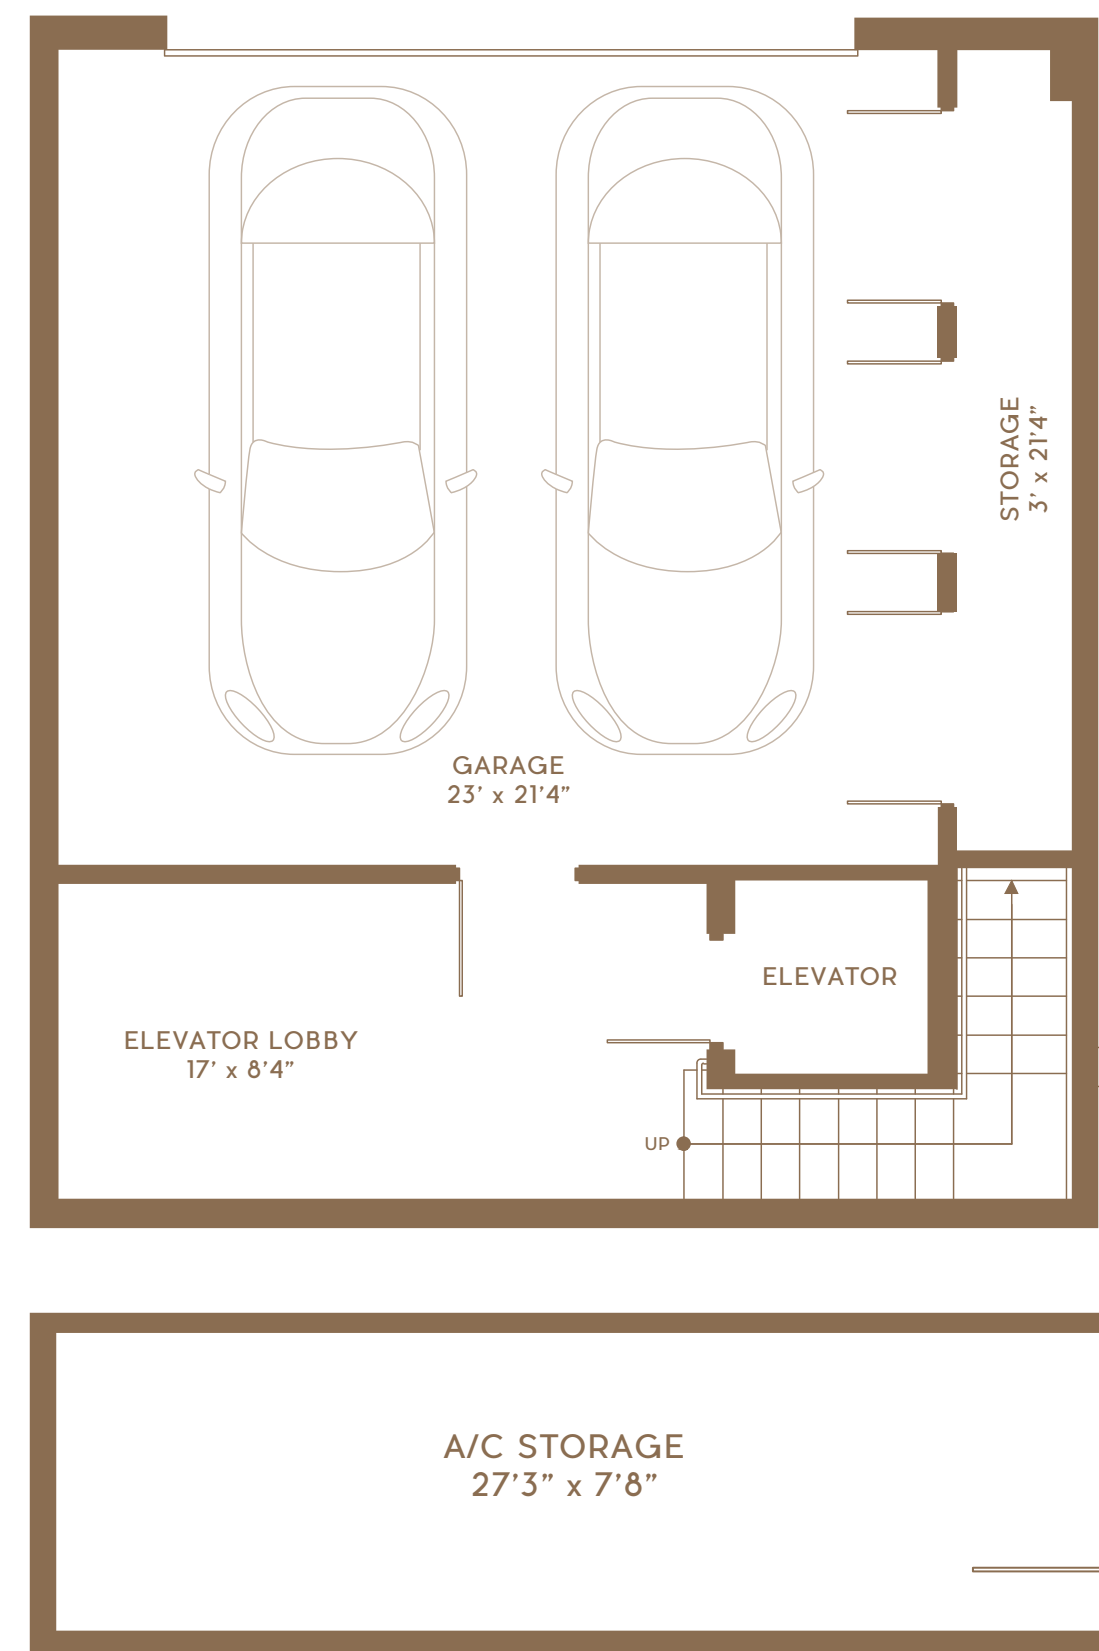 STORAGE
3’ x 21’4”
GARAGE
23’ x 21’4”
ELEVATOR
ELEVATOR LOBBY
17’ x 8’4”
UP
A/C STORAGE
27’3” x 7’8”